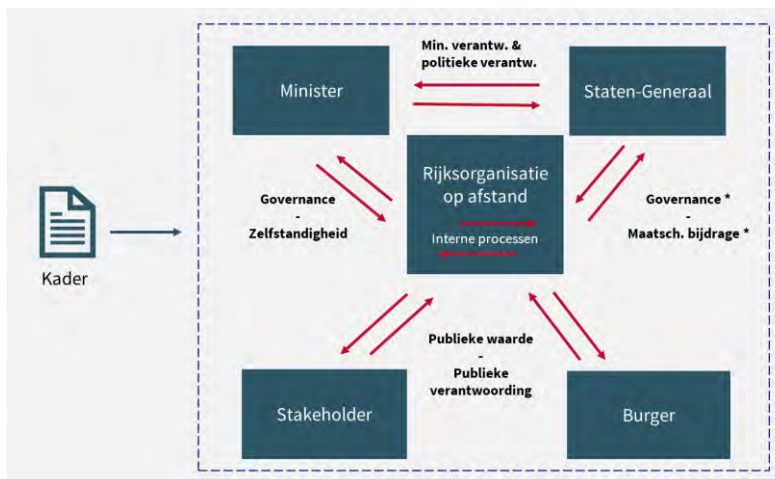 Min. verantw. &
politieke verantw.
Minister
Staten-Generaal
Rijksorganisatie
op afstand
Interne processen
Governance
-
Zelfstandigheid
Governance *
-
Maatsch. bijdrage *
Kader
Publieke waarde
-
Publieke
verantwoording
Stakeholder
Burger